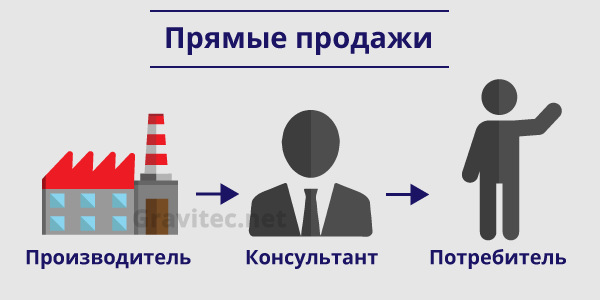 Прямые продажи
Gravitec.net
Производитель
Консультант
Потребитель